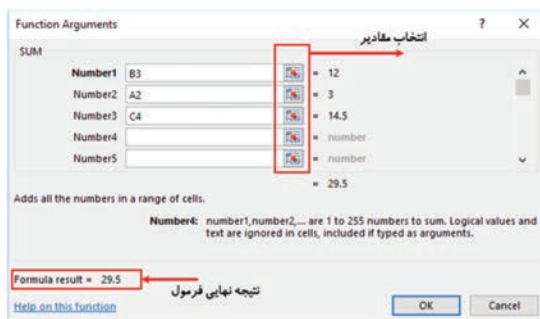 Function Arguments ? ×
انتخاب مقادیر
SUM
Number1 B3 = 12
Number2 A2 = 3
Number3 C4 = 14.5
Number4 = number
Number5 = number
= 29.5
Adds all the numbers in a range of cells.
Number4: number1,number2,... are 1 to 255 numbers to sum. Logical values and
text are ignored in cells, included if typed as arguments.
Formula result = 29.5
نتیجه نهایی فرمول
Help on this function OK Cancel